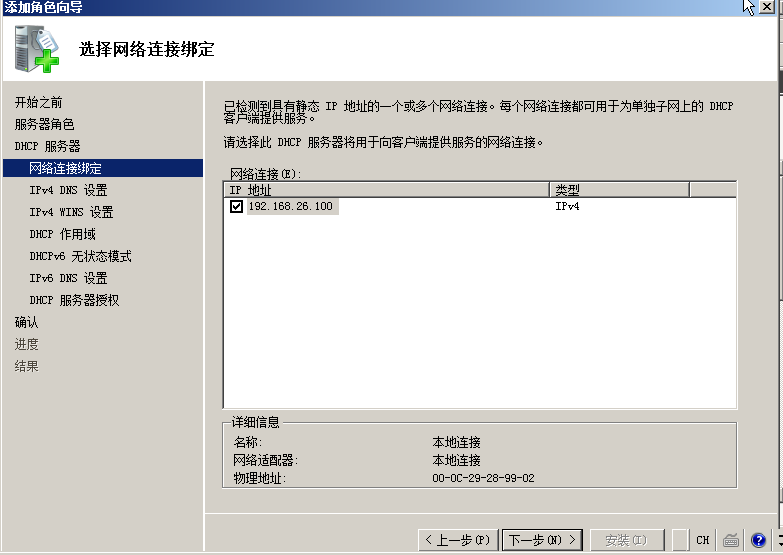 添加角色向导
选择网络连接绑定
开始之前
服务器角色
DHCP 服务器
网络连接绑定
IPv4 DNS 设置
IPv4 WINS 设置
DHCP 作用域
DHCPv6 无状态模式
IPv6 DNS 设置
DHCP 服务器授权
确认
进度
结果
已检测到具有静态 IP 地址的一个或多个网络连接。每个网络连接都可用于为单独子网上的 DHCP
客户端提供服务。
请选择此 DHCP 服务器将用于向客户端提供服务的网络连接。
网络连接(E):
IP 地址 类型
192.168.26.100 IPv4
详细信息
名称: 本地连接
网络适配器: 本地连接
物理地址: 00-0C-29-28-99-02
< 上一步(P) 下一步(N) > 安装(I) CH